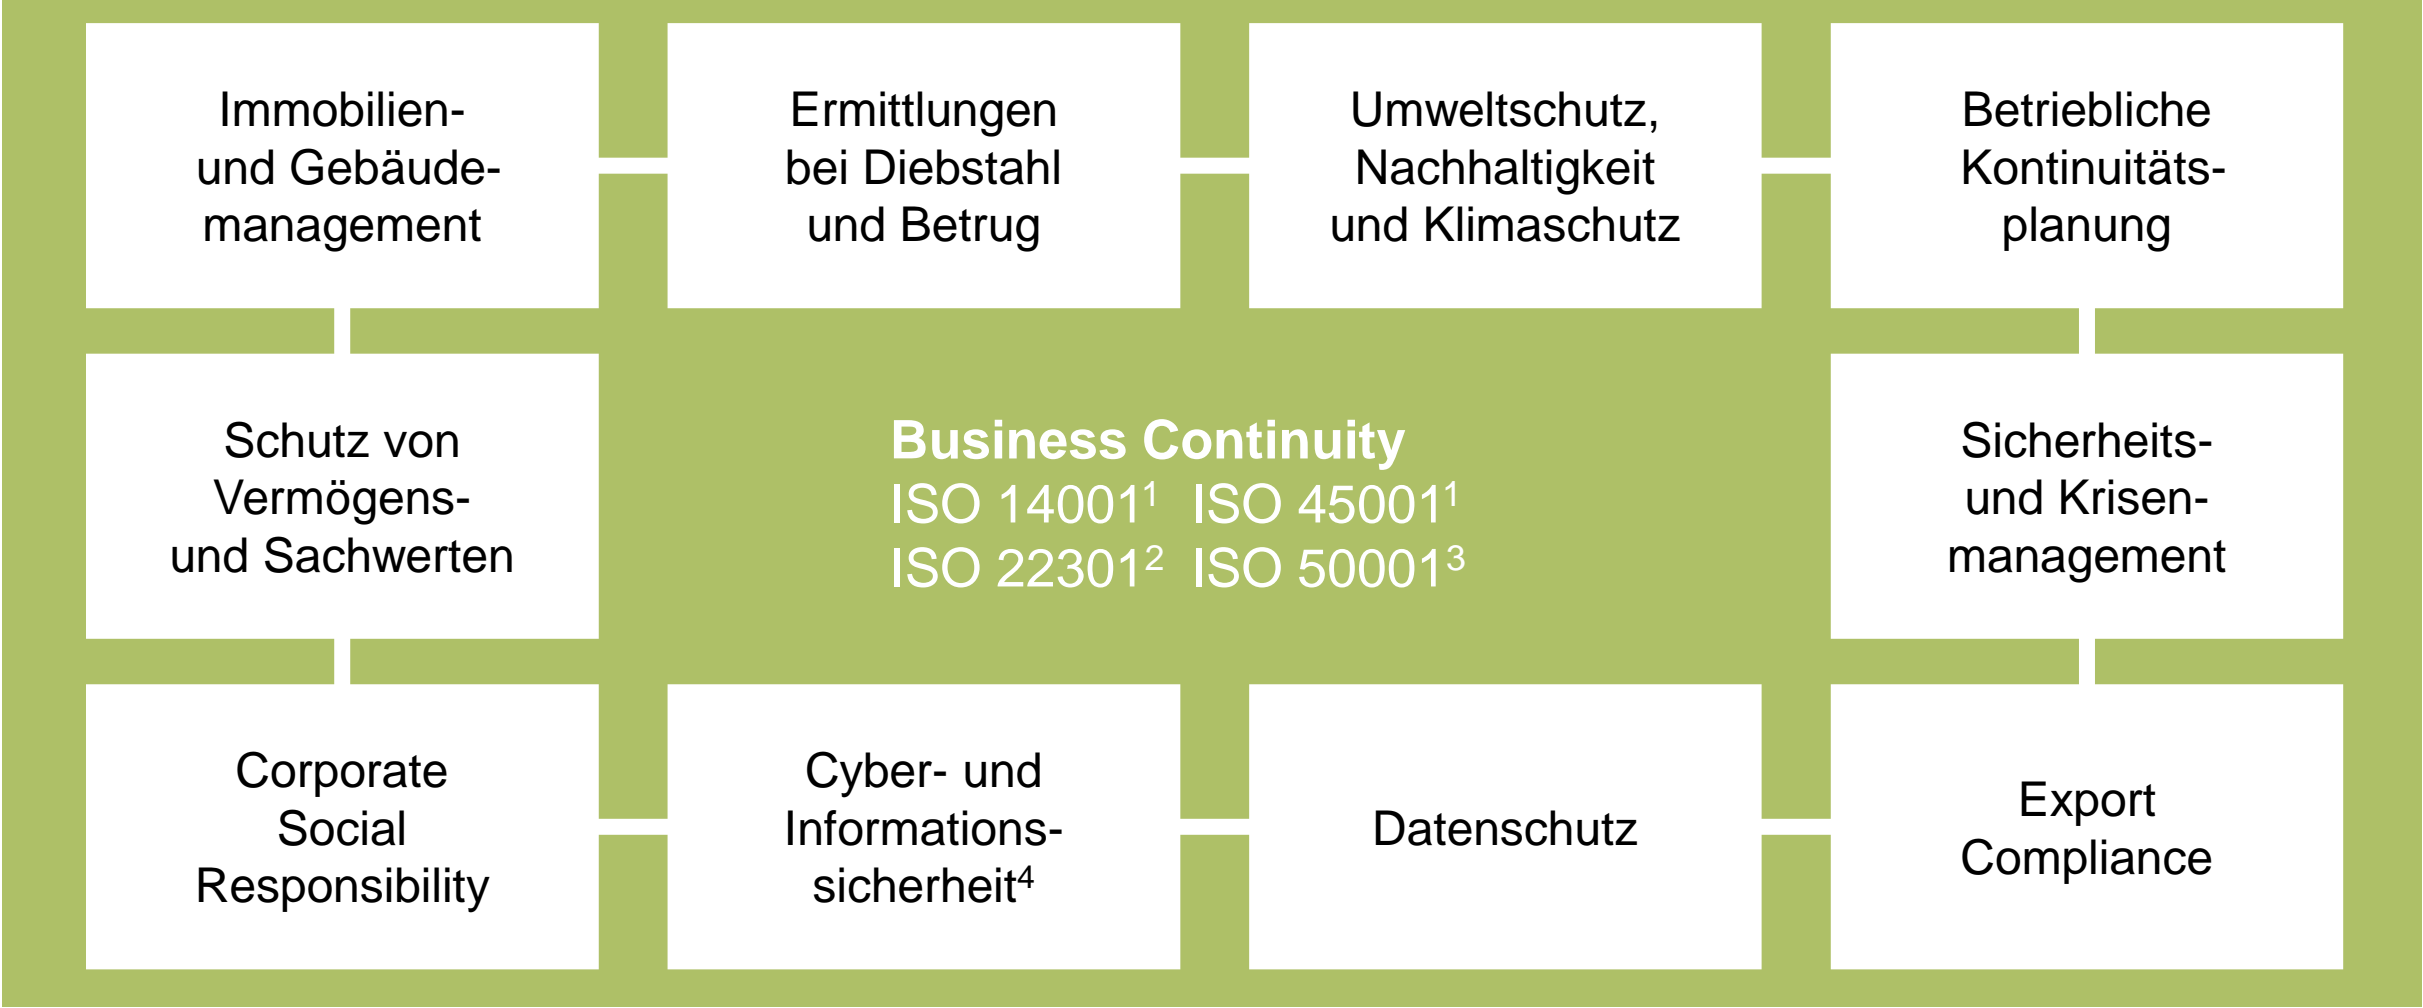 Immobilien-
und Gebäude-
management
Ermittlungen
bei Diebstahl
und Betrug
Umweltschutz,
Nachhaltigkeit
und Klimaschutz
Betriebliche
Kontinuitäts-
planung
Schutz von
Vermögens-
und Sachwerten
Business Continuity
ISO 14001¹ ISO 45001¹
ISO 22301² ISO 50001³
Sicherheits-
und Krisen-
management
Corporate
Social
Responsibility
Cyber- und
Informations-
sicherheit⁴
Datenschutz
Export
Compliance